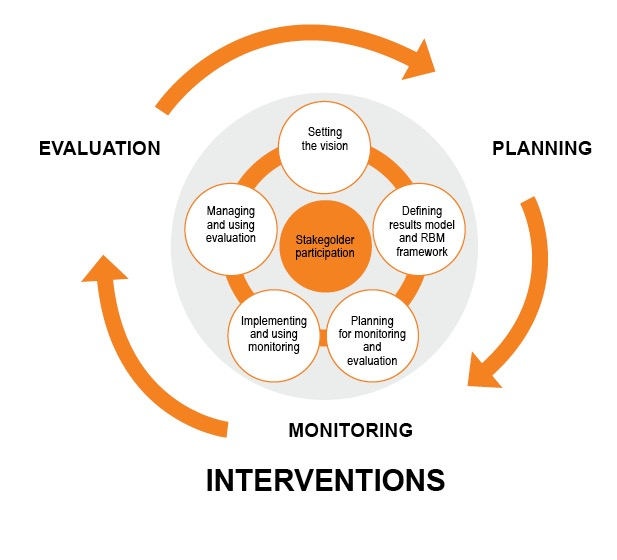 EVALUATION
PLANNING
Setting
the vision
Managing
and using
evaluation
Defining
results model
and RBM
framework
Stakegolder
participation
Implementing
and using
monitoring
Planning
for monitoring
and
evaluation
MONITORING
INTERVENTIONS